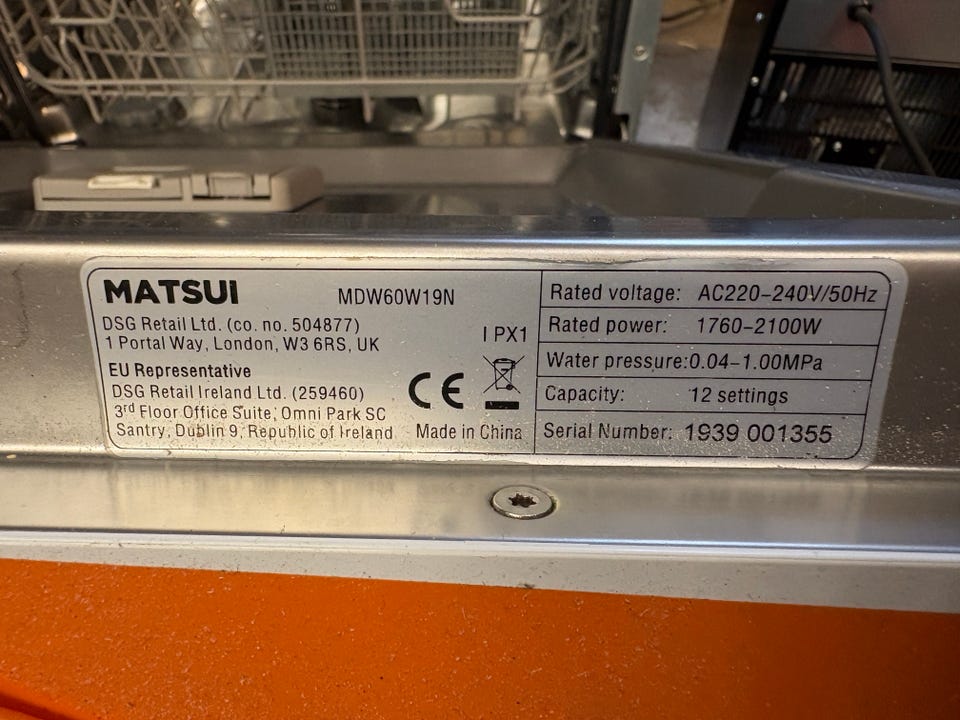 MATSUI
MDW60W19N
DSG Retail Ltd. (co. no. 504877)
1 Portal Way, London, W3 6RS, UK
IPX1
EU Representative
DSG Retail Ireland Ltd. (259460)
3rd Floor Office Suite, Omni Park SC
Santry, Dublin 9, Republic of Ireland
CE
Made in China
Rated voltage: AC220-240V/50Hz
Rated power: 1760-2100W
Water pressure:0.04-1.00MPa
Capacity: 12 settings
Serial Number: 1939 001355